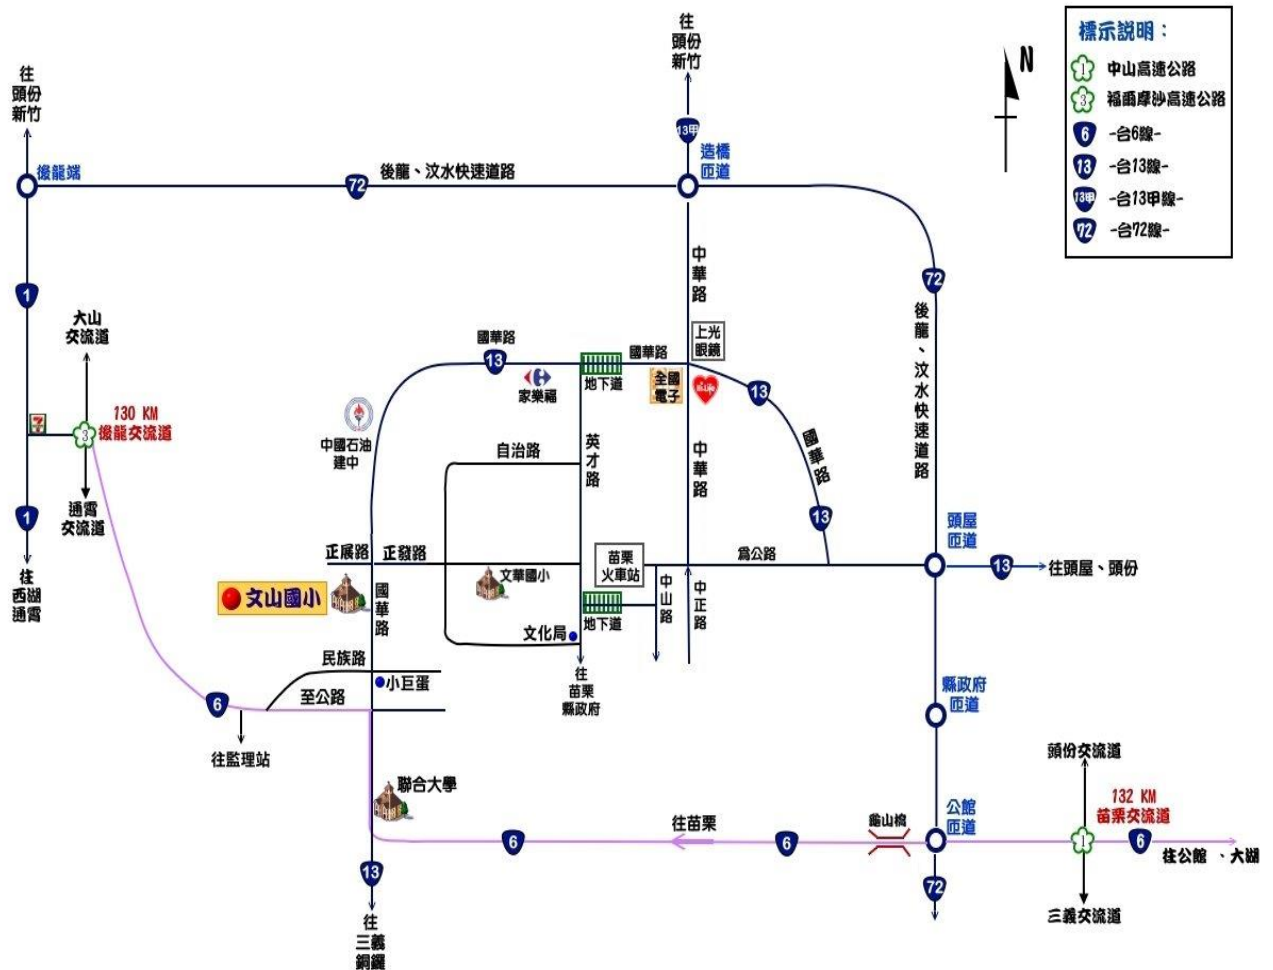 標示說明：
1
中山高速公路
3
福爾摩沙高速公路
6
-台6線-
13
-台13線-
13甲
-台13甲線-
72
-台72線-
N
往
頭份
新竹
往
頭份
新竹
13甲
後龍端
72
後龍、汶水快速道路
造橋
匝道
中華路
72
後龍、汶水快速道路
1
大山
交流道
7
130 KM
後龍交流道
3
通霄
交流道
1
往
西湖
通霄
國華路
13
國華路
上光
眼鏡
地下道
全國
電子
Hi-Life
13
國華路
13
家樂福
中國石油
建中
自治路
英才路
中華路
正展路
正發路
苗栗
火車站
為公路
頭屋
匝道
13
往頭屋、頭份
文山國小
國華路
文華國小
地下道
中山路
中正路
文化局
民族路
小巨蛋
往
苗栗
縣政府
至公路
6
往監理站
縣政府
匝道
聯合大學
頭份交流道
132 KM
苗栗交流道
公館
匝道
龜山橋
往苗栗
6
6
1
6
往公館 、大湖
13
72
三義交流道
往
三義
銅鑼